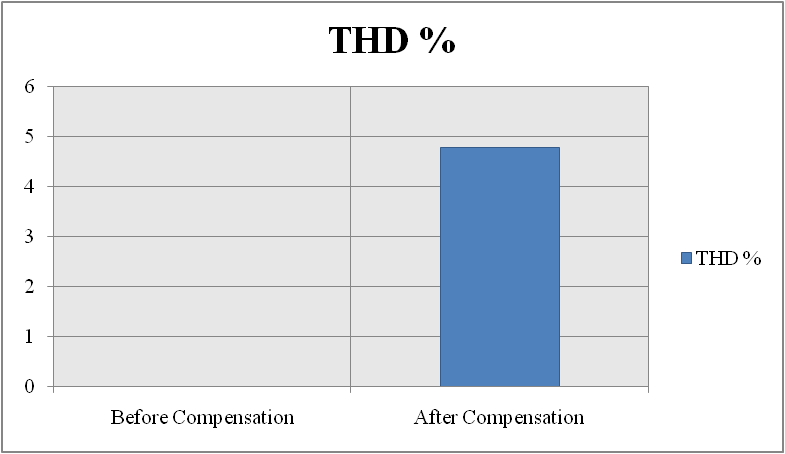 THD %
6
5
4
3
2
1
0
Before Compensation
After Compensation
THD %